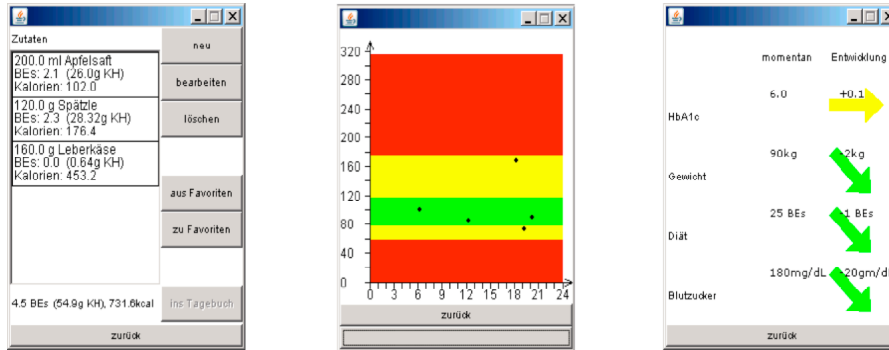 Zutaten
neu
200.0 ml Apfelsaft
BEs: 2.1 (26.0g KH)
Kalorien: 102.0
bearbeiten
120.0 g Spätzle
BEs: 2.3 (28.32g KH)
Kalorien: 176.4
löschen
160.0 g Leberkäse
BEs: 0.0 (0.64g KH)
Kalorien: 453.2
aus Favoriten
zu Favoriten
4.5 BEs (54.9g KH), 731.6kcal
ins Tagebuch
zurück
320
280
240
200
160
120
80
40
0
0 3 6 9 12 15 18 21 24
zurück
momentan Entwicklung
6.0 +0.1
HbA1c
90kg -2kg
Gewicht
25 BEs -1 BEs
Diät
180mg/dL -20gm/dl
Blutzucker
zurück